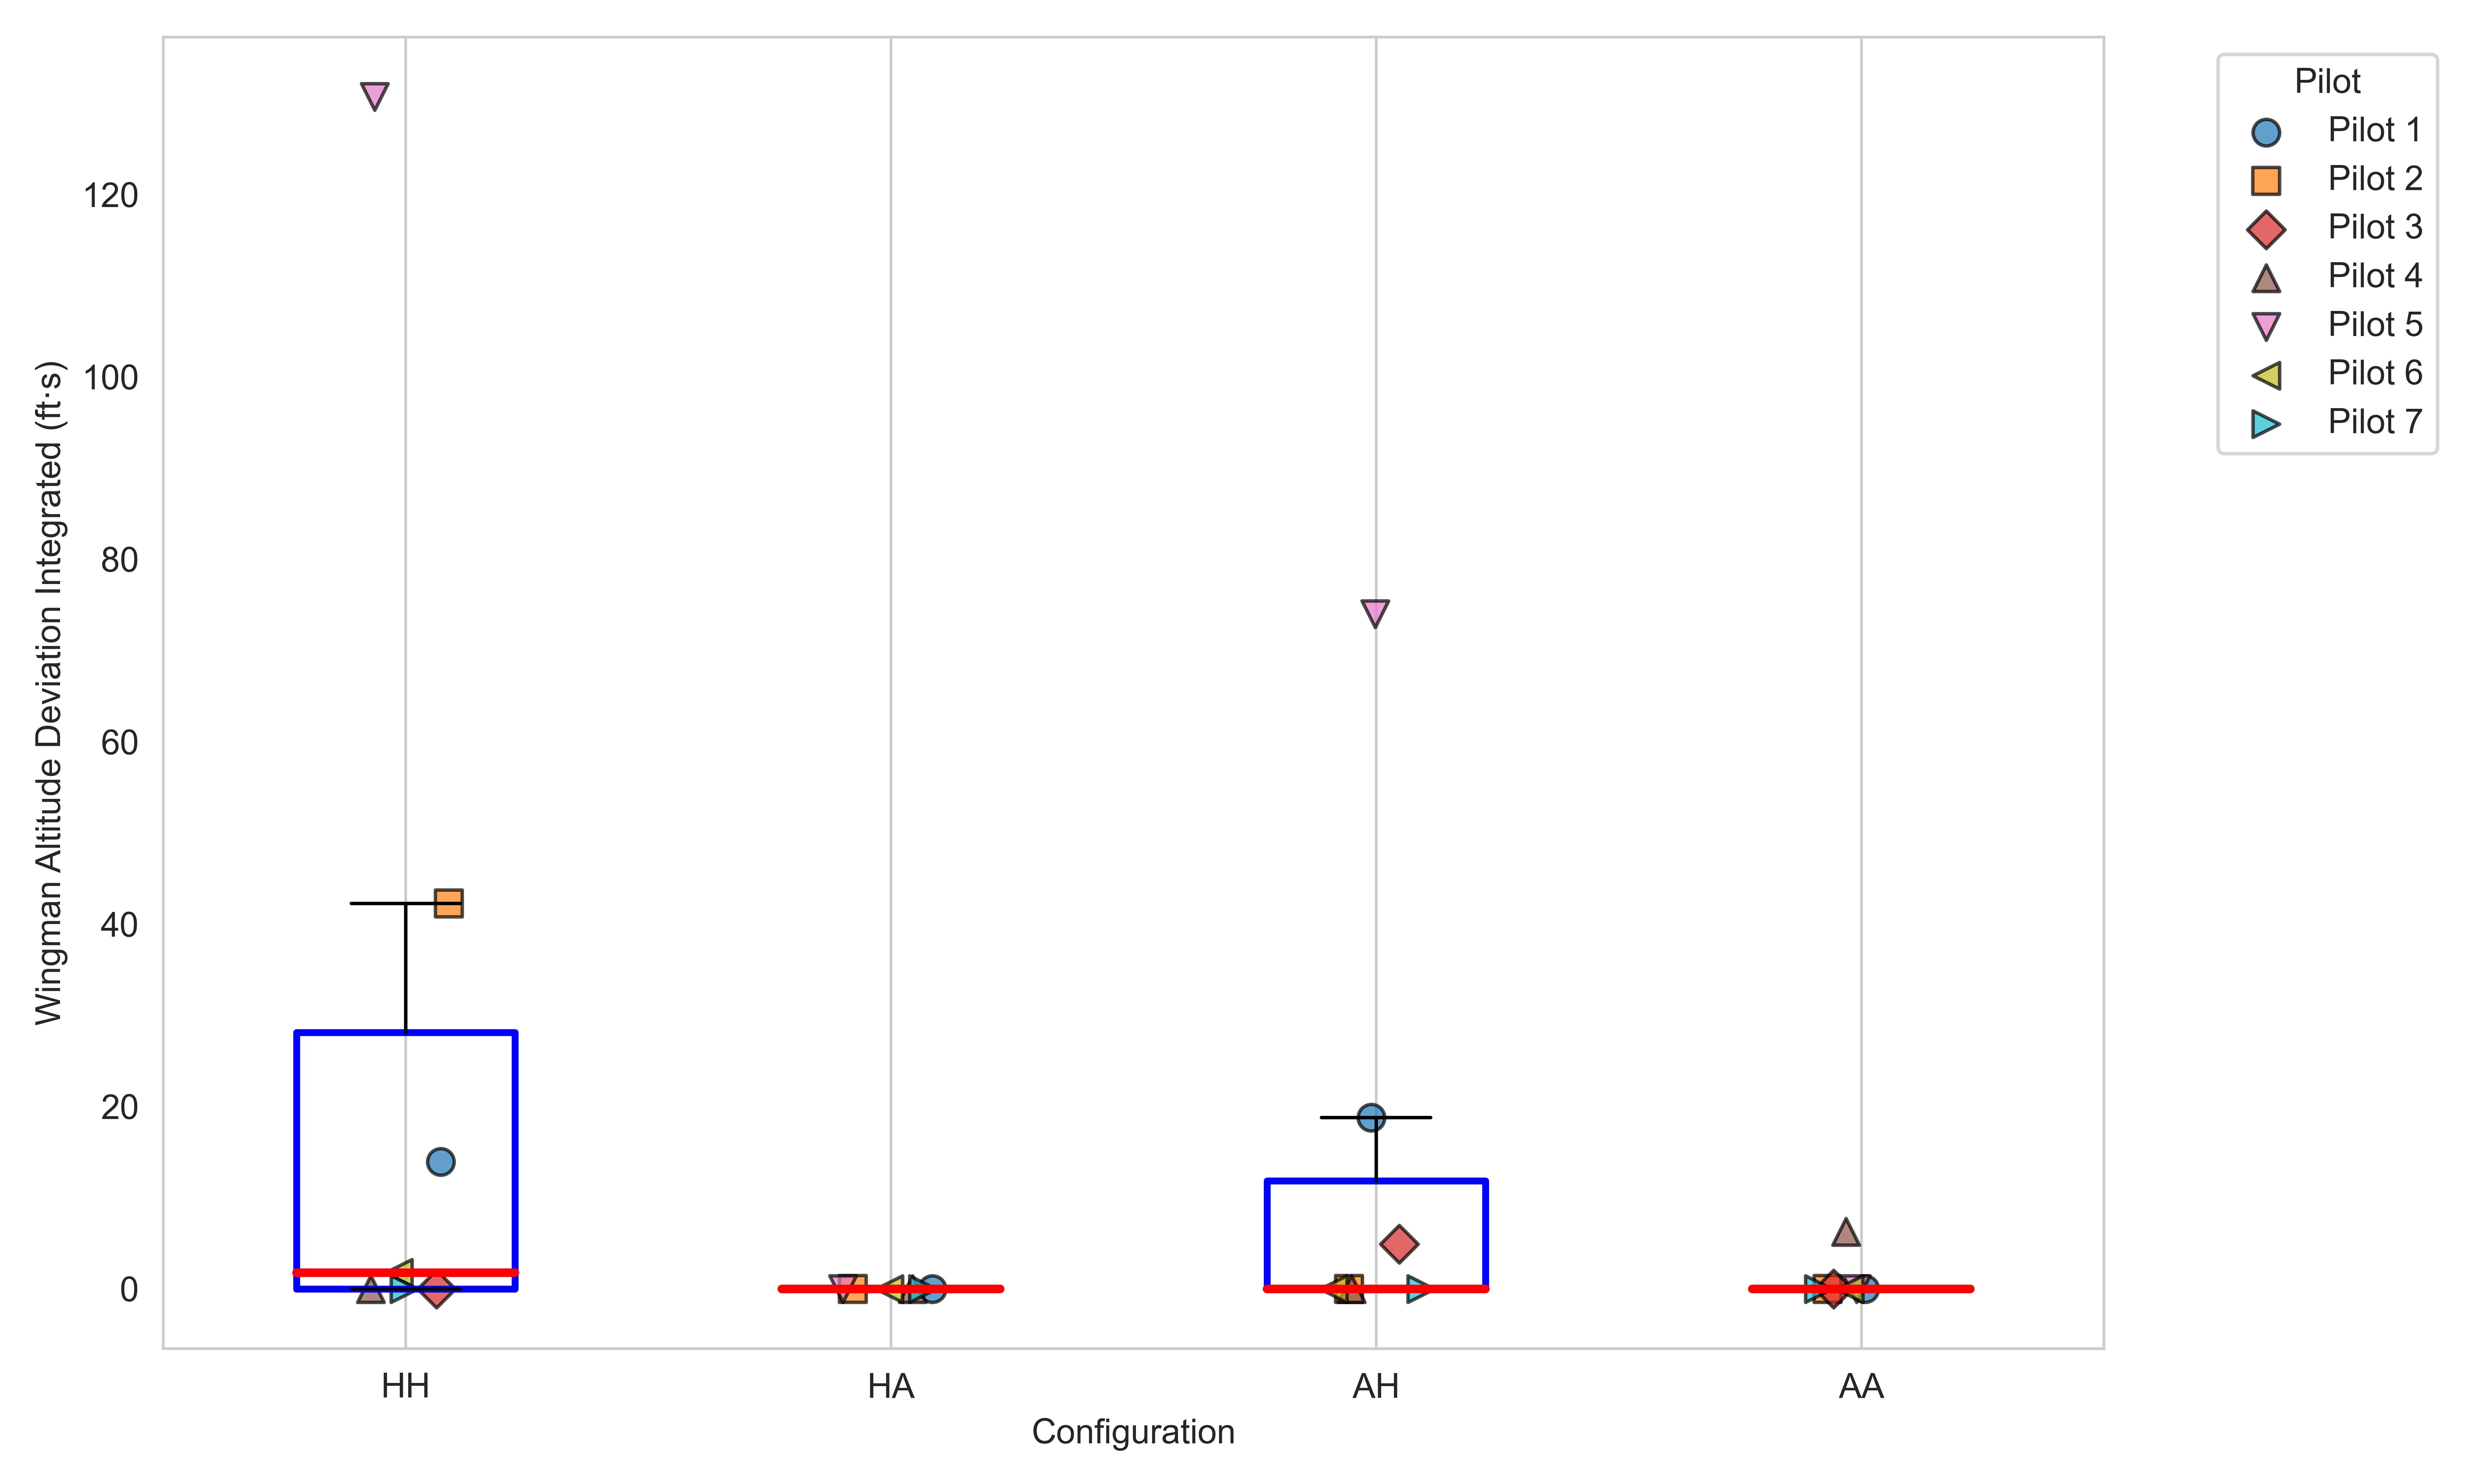 Wingman Altitude Deviation Integrated (ft·s)
120
100
80
60
40
20
0
HH
HA
AH
AA
Configuration
Pilot
Pilot 1
Pilot 2
Pilot 3
Pilot 4
Pilot 5
Pilot 6
Pilot 7